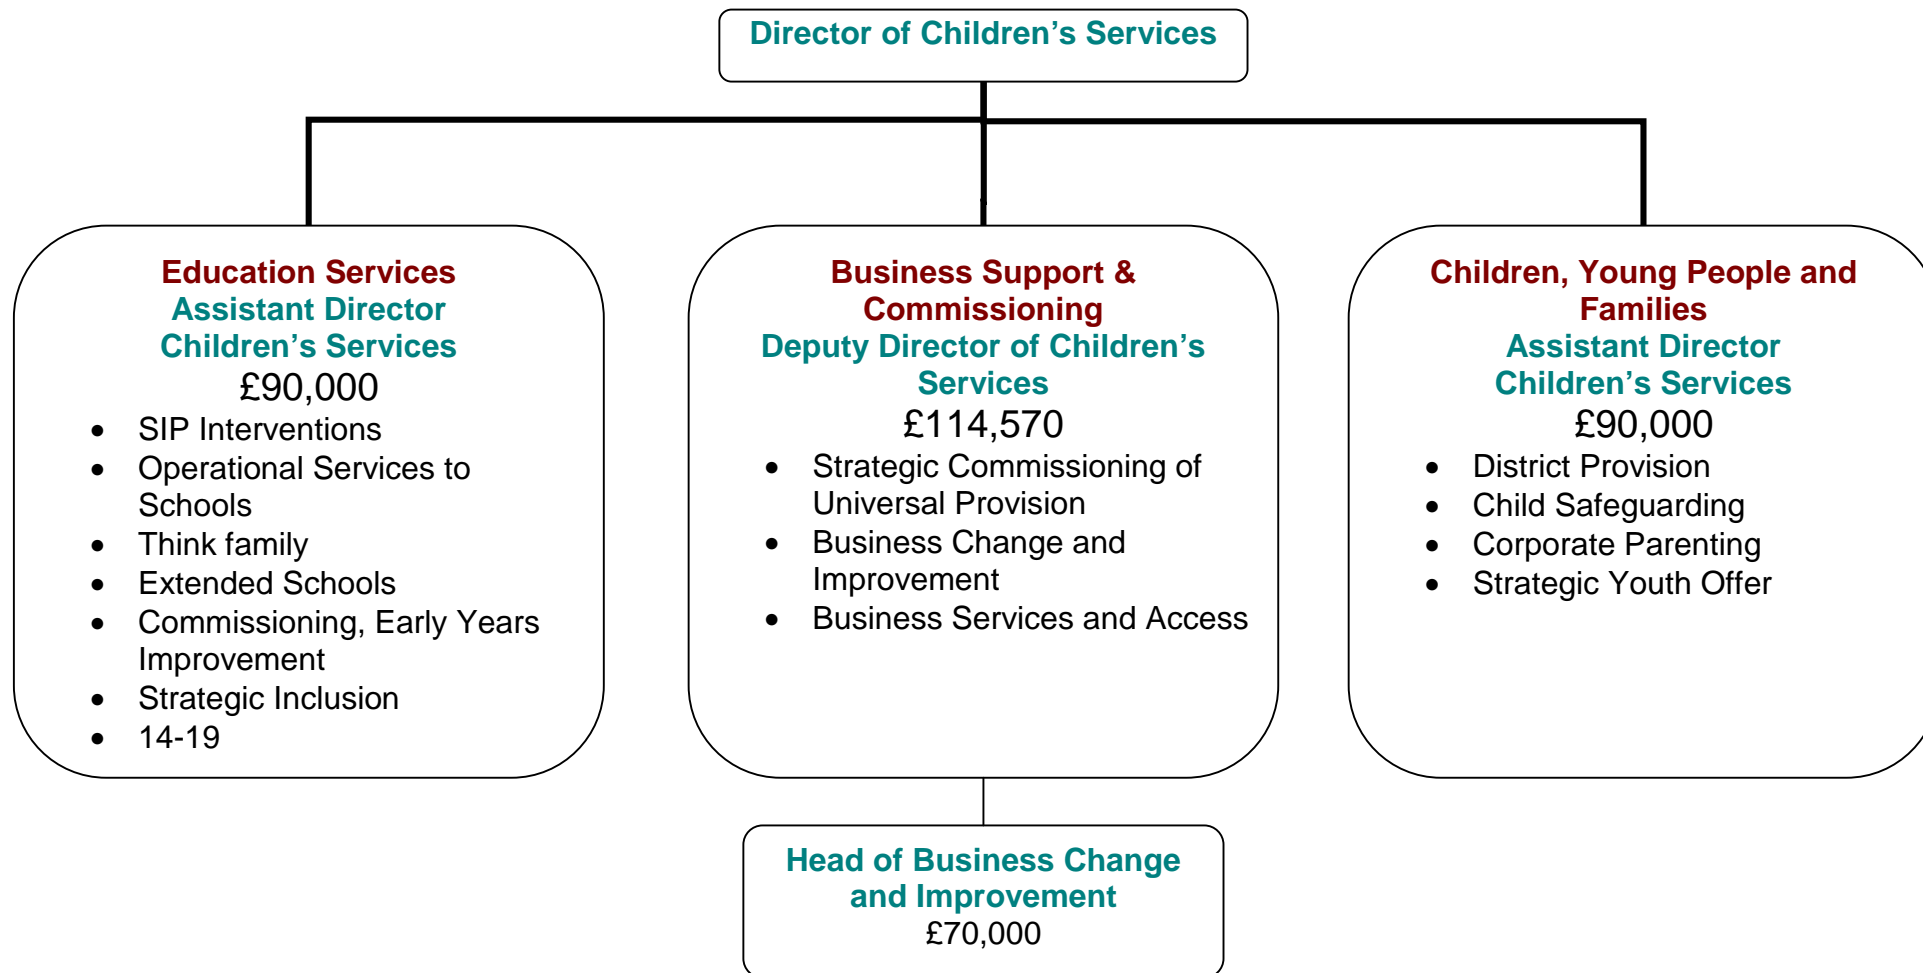 Director of Children’s Services
Education Services
Assistant Director
Children’s Services
£90,000
• SIP Interventions
• Operational Services to
Schools
• Think family
• Extended Schools
• Commissioning, Early Years
Improvement
• Strategic Inclusion
• 14-19
Business Support &
Commissioning
Deputy Director of Children’s
Services
£114,570
• Strategic Commissioning of
Universal Provision
• Business Change and
Improvement
• Business Services and Access
Children, Young People and
Families
Assistant Director
Children’s Services
£90,000
• District Provision
• Child Safeguarding
• Corporate Parenting
• Strategic Youth Offer
Head of Business Change
and Improvement
£70,000